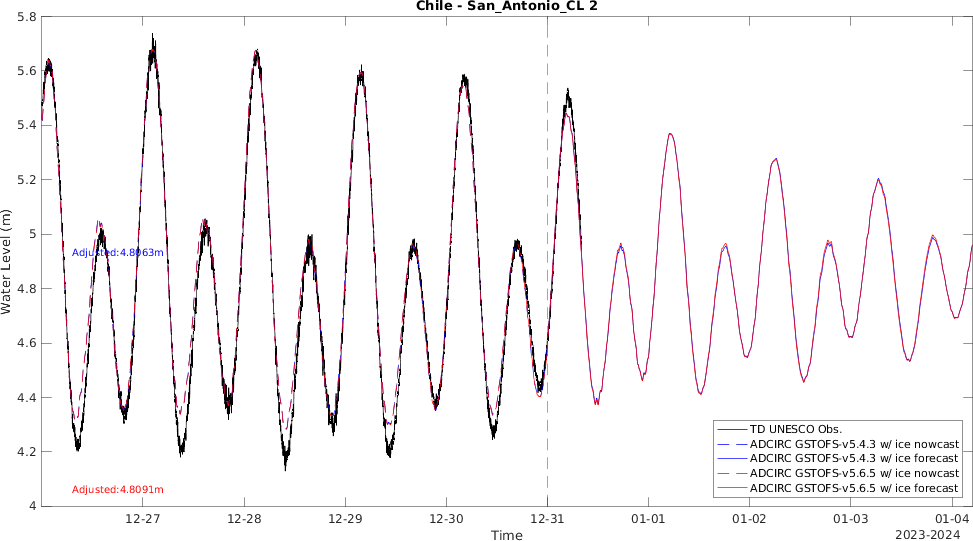 Chile - San_Antonio_CL 2
5.8
5.6
5.4
5.2
5
4.8
4.6
4.4
4.2
4
Water Level (m)
Adjusted:4.8063m
Adjusted:4.8091m
TD UNESCO Obs.
ADCIRC GSTOFS-v5.4.3 w/ ice nowcast
ADCIRC GSTOFS-v5.4.3 w/ ice forecast
ADCIRC GSTOFS-v5.6.5 w/ ice nowcast
ADCIRC GSTOFS-v5.6.5 w/ ice forecast
12-27 12-28 12-29 12-30 12-31 01-01 01-02 01-03 01-04
Time
2023-2024